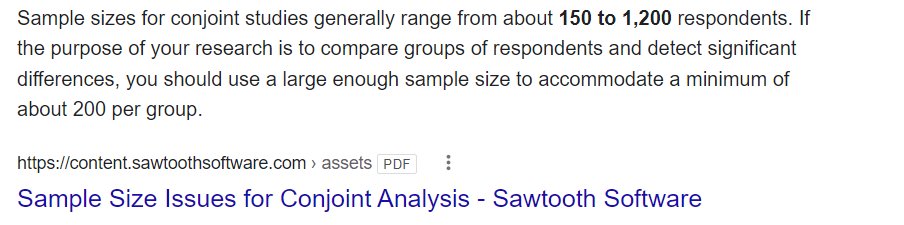 Sample sizes for conjoint studies generally range from about 150 to 1,200 respondents. If
the purpose of your research is to compare groups of respondents and detect significant
differences, you should use a large enough sample size to accommodate a minimum of
about 200 per group.
https://content.sawtoothsoftware.com › assets PDF
Sample Size Issues for Conjoint Analysis - Sawtooth Software